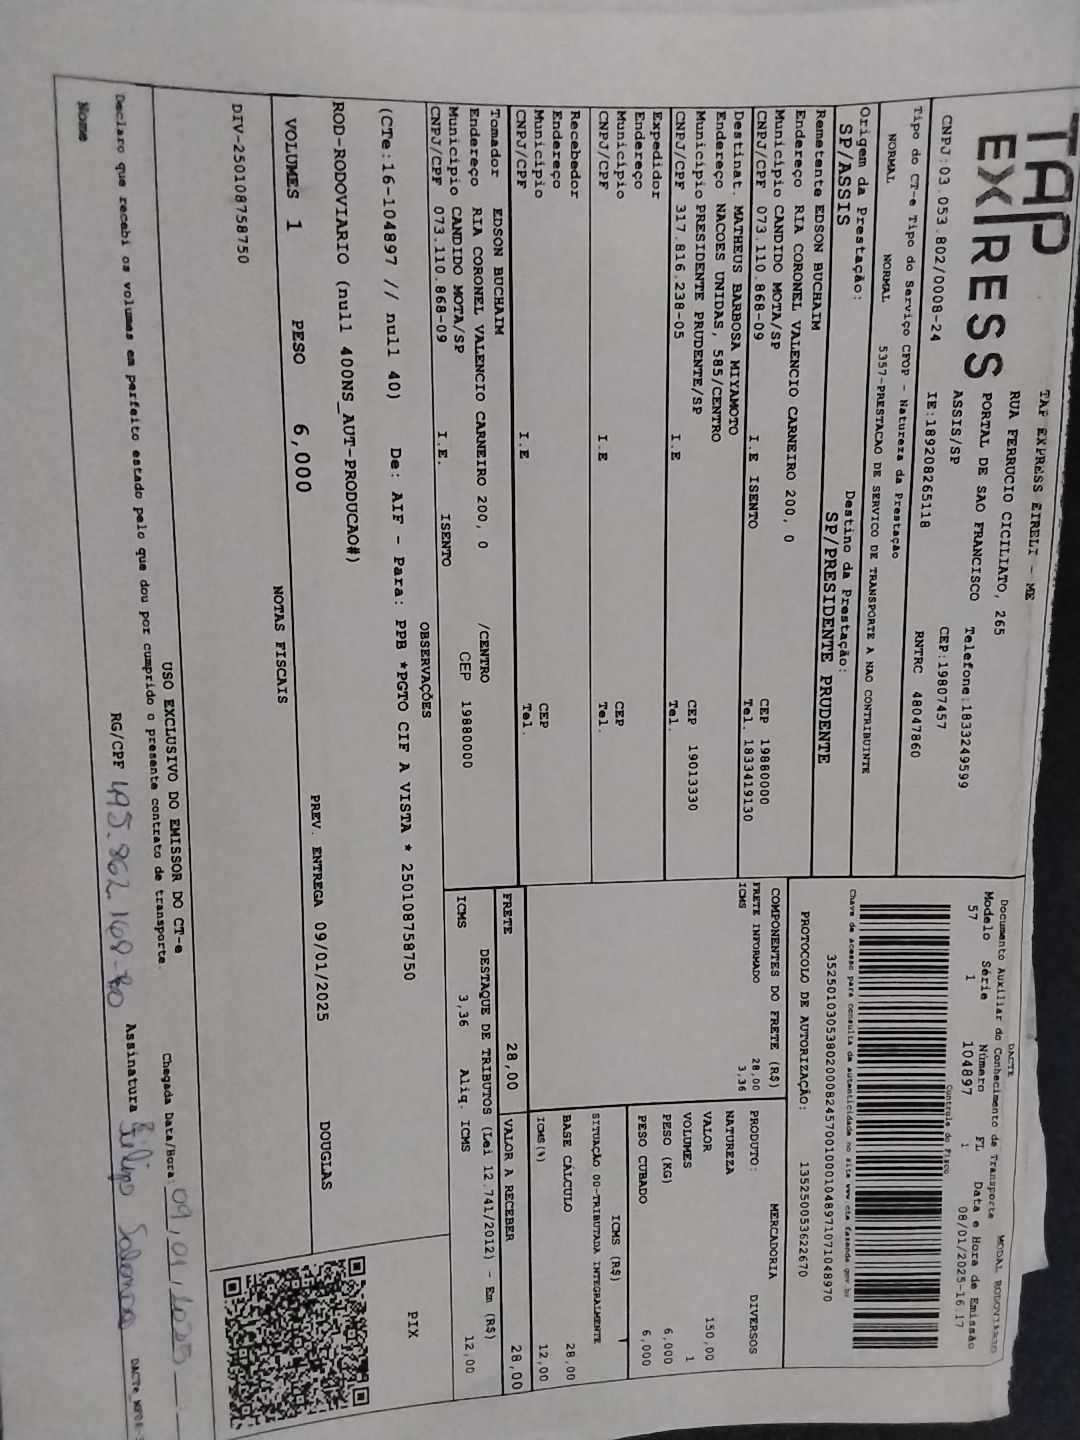 TAP
EXPRESS
TAP EXPRESS EIRELI - ME
RUA FERRUCIO CICILIATO, 265
PORTAL DE SAO FRANCISCO Telefone:1833249599
ASSIS/SP CEP:19807457
CNPJ:03.053.802/0008-24 IE:189208265118 RNTRC 48047860
DACTE MODAL RODOVIÁRIO
Documento Auxiliar do Conhecimento de Transporte
Modelo Série Número FL Data e Hora de Emissão
57 1 104897 1 08/01/2025-16:17
Controle do Fisco
Tipo do CT-e Tipo do Serviço CFOP - Natureza da Prestação
NORMAL NORMAL 5357-PRESTACAO DE SERVICO DE TRANSPORTE A NAO CONTRIBUINTE
Chave de acesso para consulta de autenticidade no site www.cte.fazenda.gov.br
35250103053802000824570010001048971071048970
PROTOCOLO DE AUTORIZAÇÃO: 135250053622670
Origem da Prestação: Destino da Prestação:
SP/ASSIS SP/PRESIDENTE PRUDENTE
Remetente EDSON BUCHAIM
Endereço RIA CORONEL VALENCIO CARNEIRO 200, 0
Município CANDIDO MOTA/SP CEP 19880000
CNPJ/CPF 073.110.868-09 I.E ISENTO Tel. 1833419130
Destinat. MATHEUS BARBOSA MIYAMOTO
Endereço NACOES UNIDAS, 585/CENTRO
Município PRESIDENTE PRUDENTE/SP CEP 19013330
CNPJ/CPF 317.816.238-05 I.E Tel.
Expedidor
Endereço
Município CEP
CNPJ/CPF I.E Tel.
Recebedor
Endereço
Município CEP
CNPJ/CPF I.E Tel.
Tomador EDSON BUCHAIM
Endereço RIA CORONEL VALENCIO CARNEIRO 200, 0 /CENTRO
Município CANDIDO MOTA/SP CEP 19880000
CNPJ/CPF 073.110.868-09 I.E. ISENTO
COMPONENTES DO FRETE (R$)
FRETE INFORMADO 28,00
ICMS 3,36
MERCADORIA
PRODUTO: DIVERSOS
NATUREZA
VALOR 150,00
VOLUMES 1
PESO (KG) 6,000
PESO CUBADO 6,000
ICMS (R$)
SITUAÇÃO 00-TRIBUTADA INTEGRALMENTE
BASE CÁLCULO 28,00
ICMS (%) 12,00
FRETE 28,00 VALOR A RECEBER 28,00
DESTAQUE DE TRIBUTOS (Lei 12.741/2012) - Em (R$)
ICMS 3,36 Aliq. ICMS 12,00
OBSERVAÇÕES
(CTe:16-104897 // null 40) De: AIF - Para: PPB *PGTO CIF A VISTA * 250108758750
ROD-RODOVIARIO (null 400NS_AUT-PRODUCAO#)
PIX
VOLUMES 1 PESO 6,000 PREV. ENTREGA 09/01/2025 DOUGLAS
NOTAS FISCAIS
DIV-250108758750
USO EXCLUSIVO DO EMISSOR DO CT-e
Declaro que recebi os volumes em perfeito estado pelo que dou por cumprido o presente contrato de transporte. Chegada Data/Hora: 09/01/2025
Nome RG/CPF 495.862.168-80 Assinatura Filipe